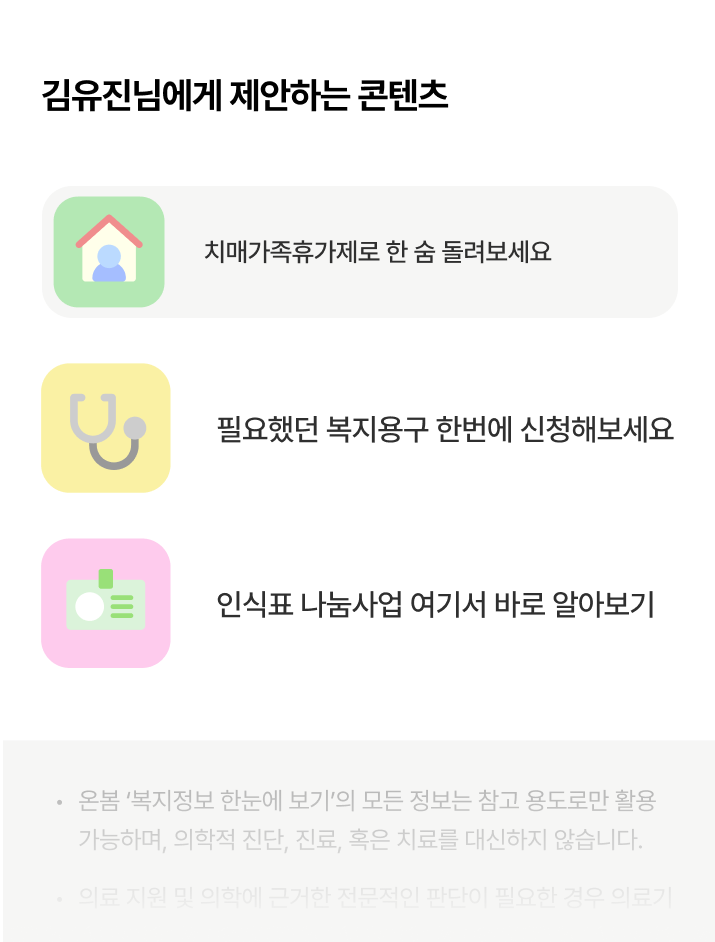 김유진님에게 제안하는 콘텐츠
치매가족휴가제로 한 숨 돌려보세요
필요했던 복지용구 한번에 신청해보세요
인식표 나눔사업 여기서 바로 알아보기
• 온봄 ‘복지정보 한눈에 보기’의 모든 정보는 참고 용도로만 활용
가능하며, 의학적 진단, 진료, 혹은 치료를 대신하지 않습니다.
• 의료 지원 및 의학에 근거한 전문적인 판단이 필요한 경우 의료기